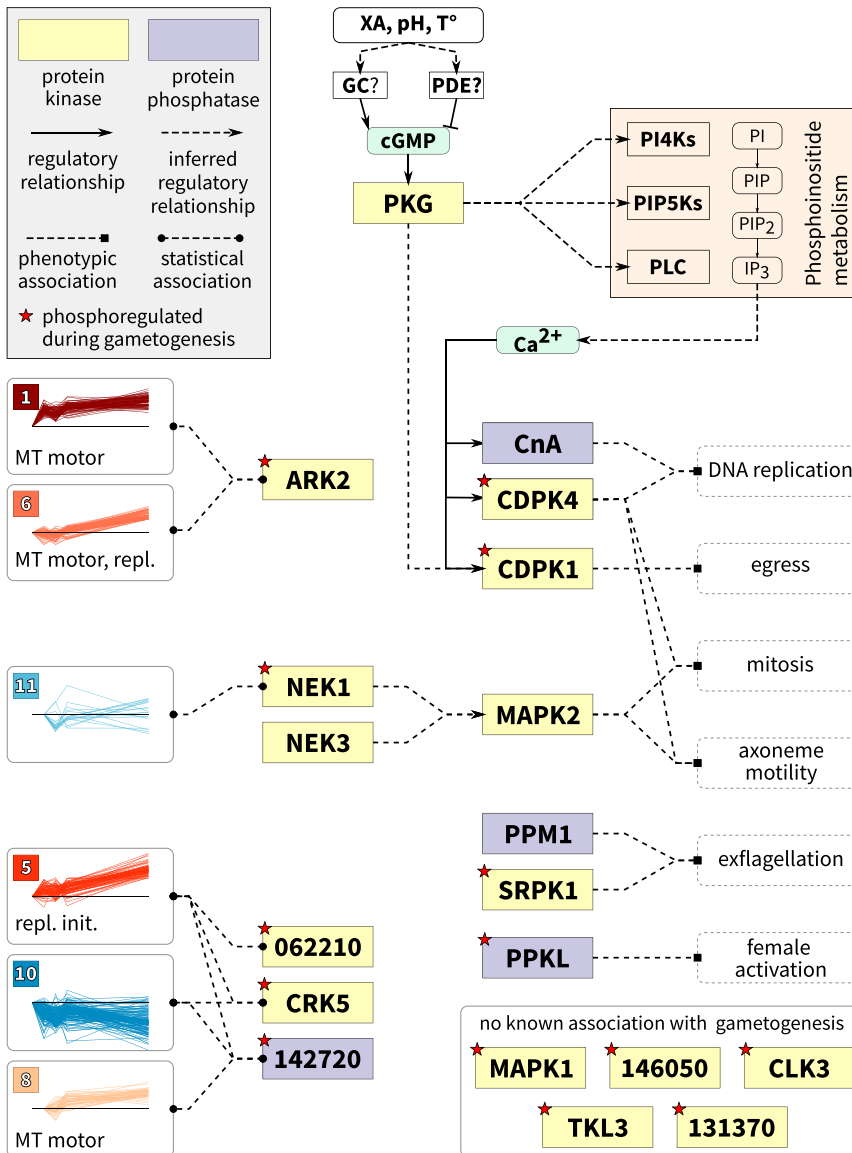 XA, pH, T°
protein
kinase
protein
phosphatase
GC?
PDE?
cGMP
PI4Ks
PI
regulatory
relationship
inferred
regulatory
relationship
PKG
PIP
PIP5Ks
PIP2
Phosphoinositide
metabolism
phenotypic
association
statistical
association
PLC
IP3
phosphoregulated
during gametogenesis
Ca2+
1
MT motor
CnA
DNA replication
ARK2
6
CDPK4
MT motor, repl.
CDPK1
egress
11
NEK1
mitosis
MAPK2
NEK3
axoneme
motility
PPM1
5
exflagellation
SRPK1
repl. init.
062210
PPKL
female
activation
10
CRK5
no known association with gametogenesis
142720
MAPK1
146050
CLK3
8
MT motor
TKL3
131370